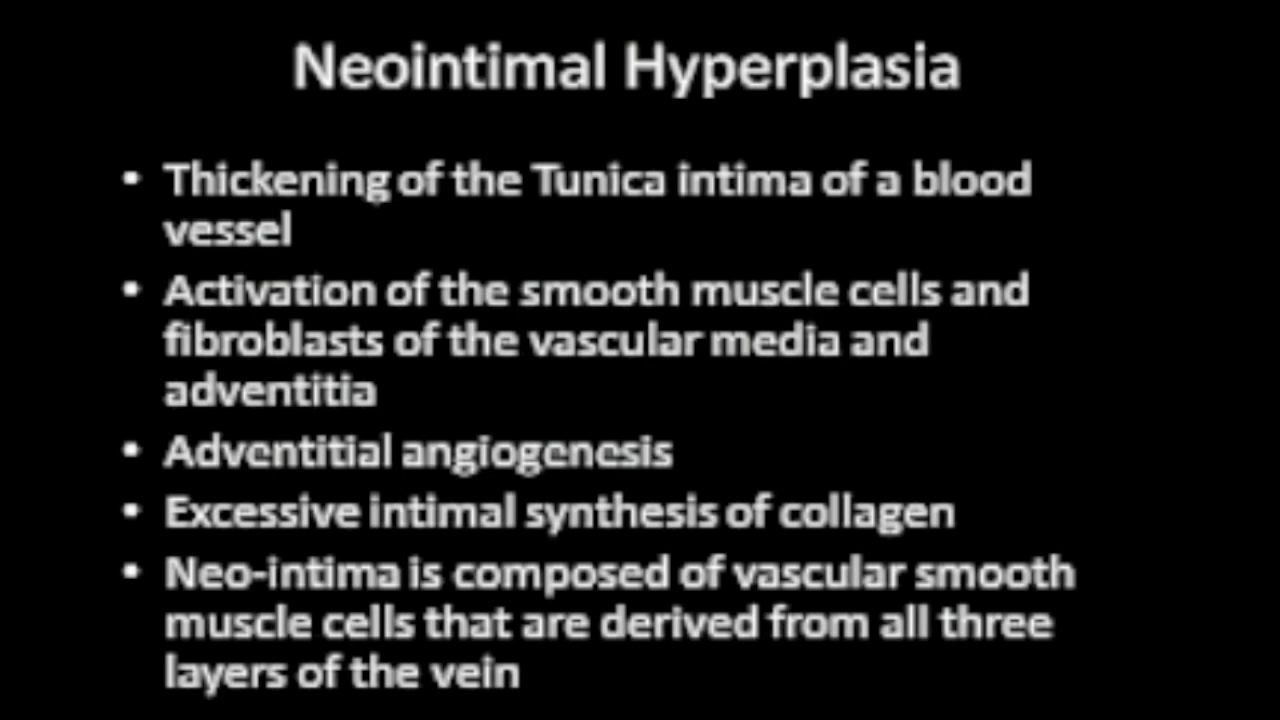 Neointimal Hyperplasia
• Thickening of the Tunica intima of a blood
vessel
• Activation of the smooth muscle cells and
fibroblasts of the vascular media and
adventitia
• Adventitial angiogenesis
• Excessive intimal synthesis of collagen
• Neo-intima is composed of vascular smooth
muscle cells that are derived from all three
layers of the vein